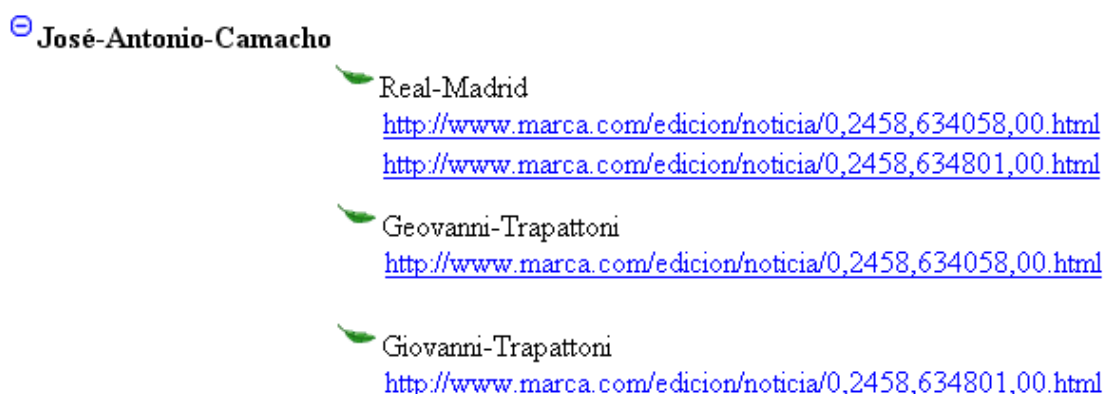 José-Antonio-Camacho
Real-Madrid
http://www.marca.com/edicion/noticia/0,2458,634058,00.html
http://www.marca.com/edicion/noticia/0,2458,634801,00.html
Geovanni-Trapattoni
http://www.marca.com/edicion/noticia/0,2458,634058,00.html
Giovanni-Trapattoni
http://www.marca.com/edicion/noticia/0,2458,634801,00.html